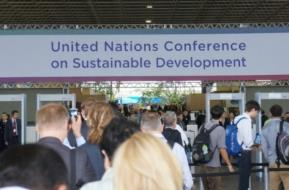 United Nations Conference
on Sustainable Development